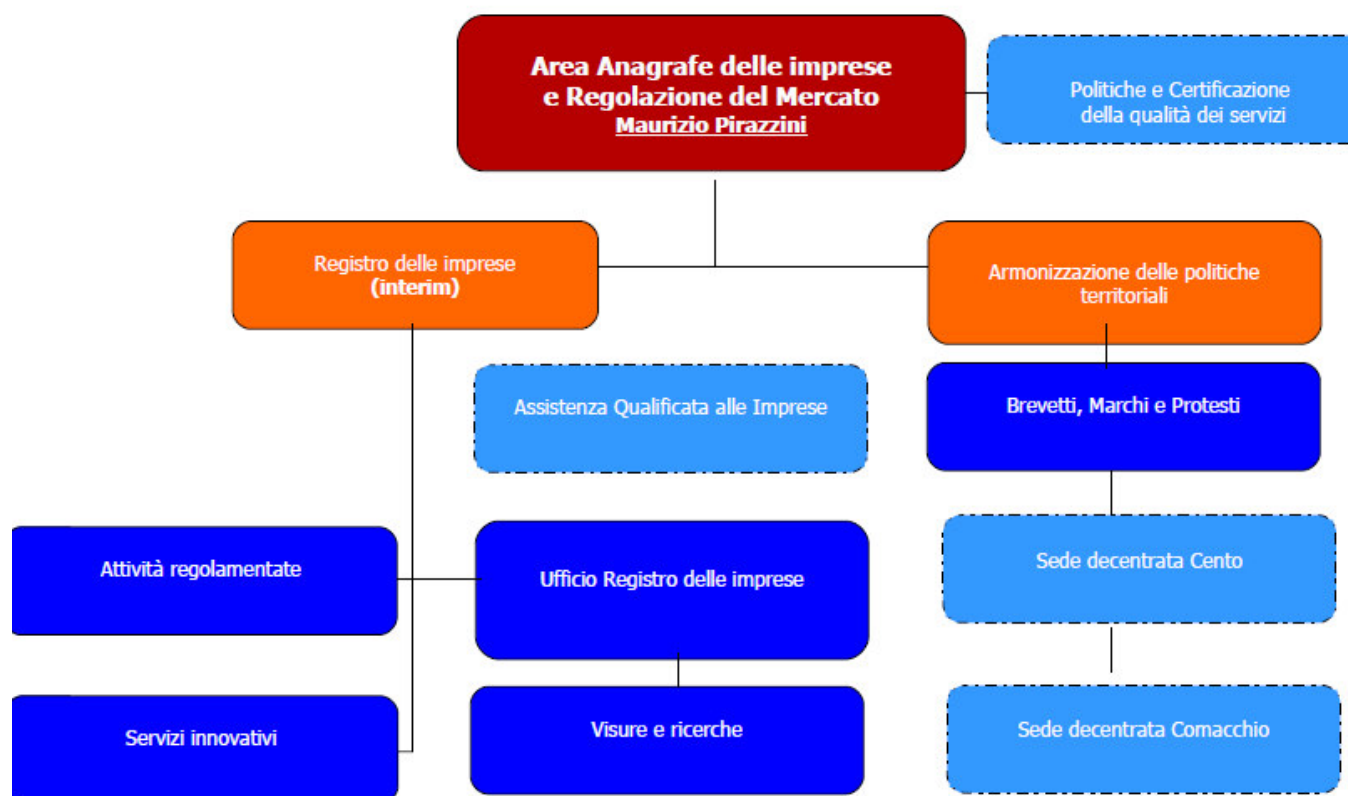 Area Anagrafe delle imprese
e Regolazione del Mercato
Maurizio Pirazzini
Politiche e Certificazione
della qualità dei servizi
Registro delle imprese
(interim)
Armonizzazione delle politiche
territoriali
Assistenza Qualificata alle Imprese
Brevetti, Marchi e Protesti
Attività regolamentate
Ufficio Registro delle imprese
Sede decentrata Cento
Servizi innovativi
Visure e ricerche
Sede decentrata Comacchio